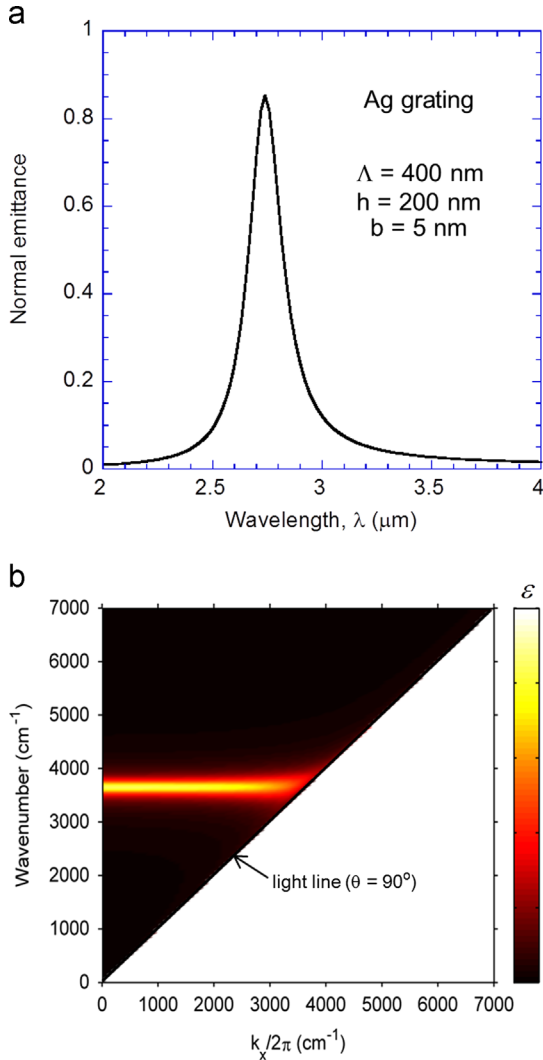 a
1
0.8
0.6
0.4
0.2
0
Normal emittance
Ag grating
Λ = 400 nm
h = 200 nm
b = 5 nm
2
2.5
3
3.5
4
Wavelength, λ (μm)
b
ε
7000
6000
5000
4000
3000
2000
1000
0
Wavenumber (cm⁻¹)
light line (θ = 90°)
0
1000
2000
3000
4000
5000
6000
7000
kₓ/2π (cm⁻¹)